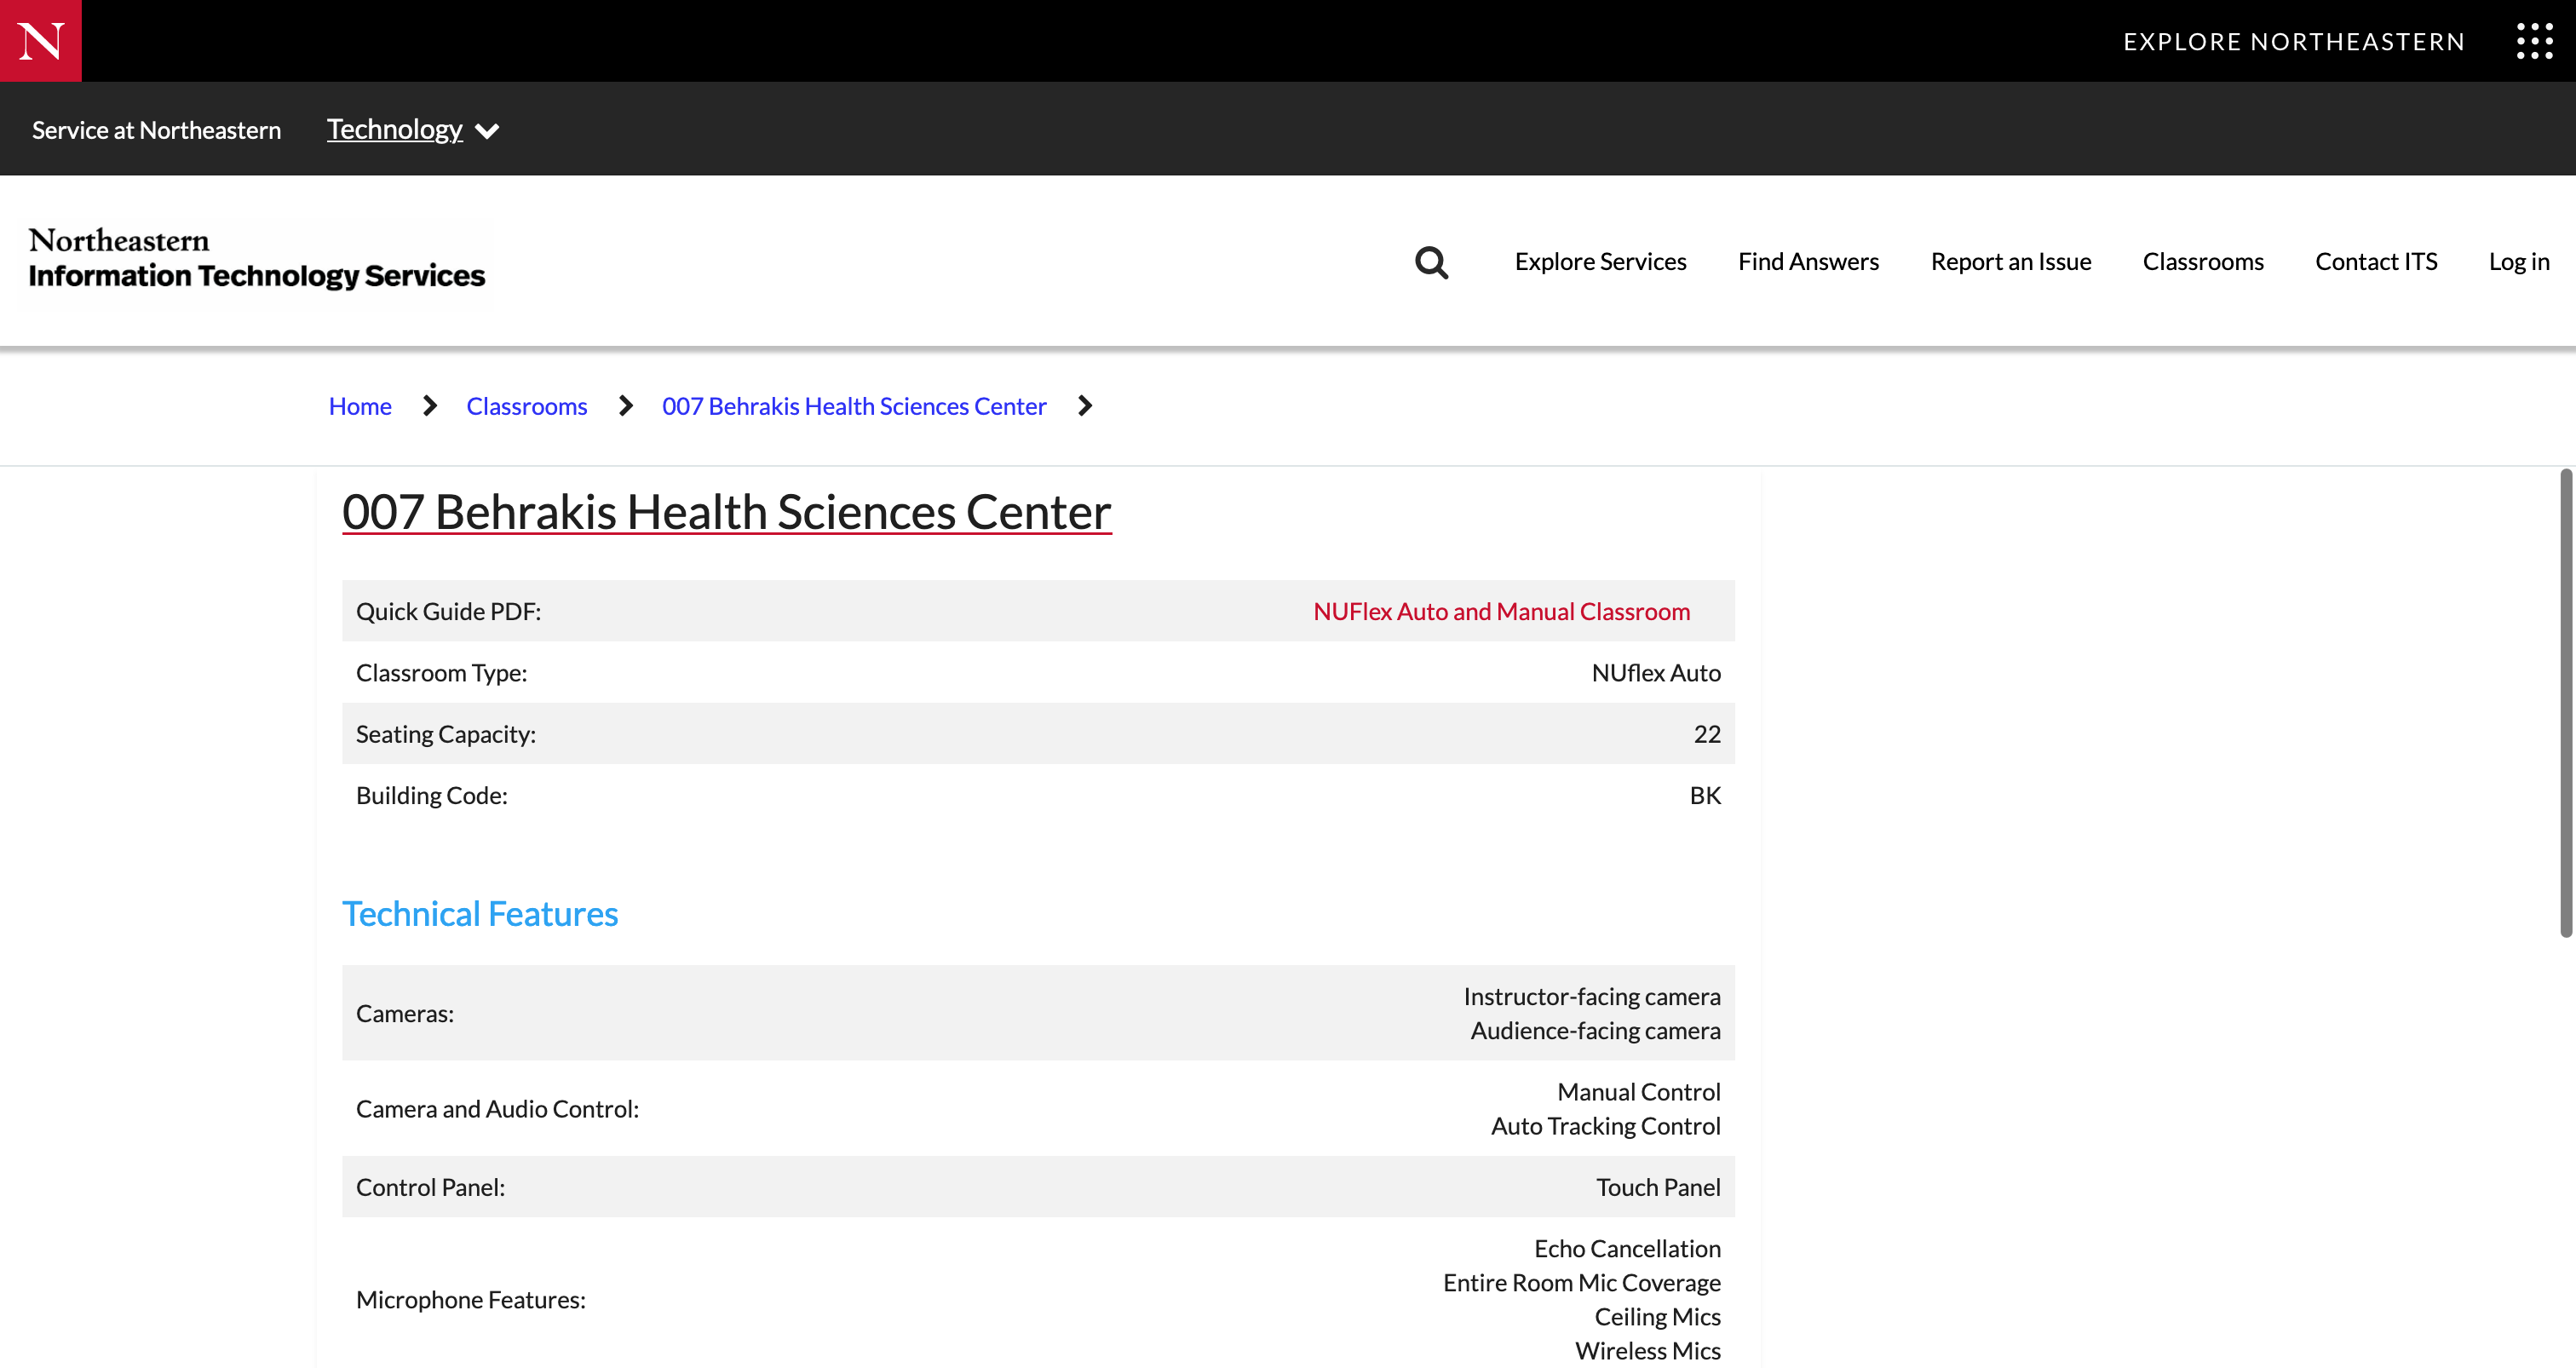 N
EXPLORE NORTHEASTERN
Service at Northeastern
Technology
Northeastern
Information Technology Services
Explore Services
Find Answers
Report an Issue
Classrooms
Contact ITS
Log in
Home
Classrooms
007 Behrakis Health Sciences Center
007 Behrakis Health Sciences Center
Quick Guide PDF: NUFlex Auto and Manual Classroom
Classroom Type: NUflex Auto
Seating Capacity: 22
Building Code: BK
Technical Features
Cameras:
Instructor-facing camera
Audience-facing camera
Camera and Audio Control:
Manual Control
Auto Tracking Control
Control Panel: Touch Panel
Microphone Features:
Echo Cancellation
Entire Room Mic Coverage
Ceiling Mics
Wireless Mics